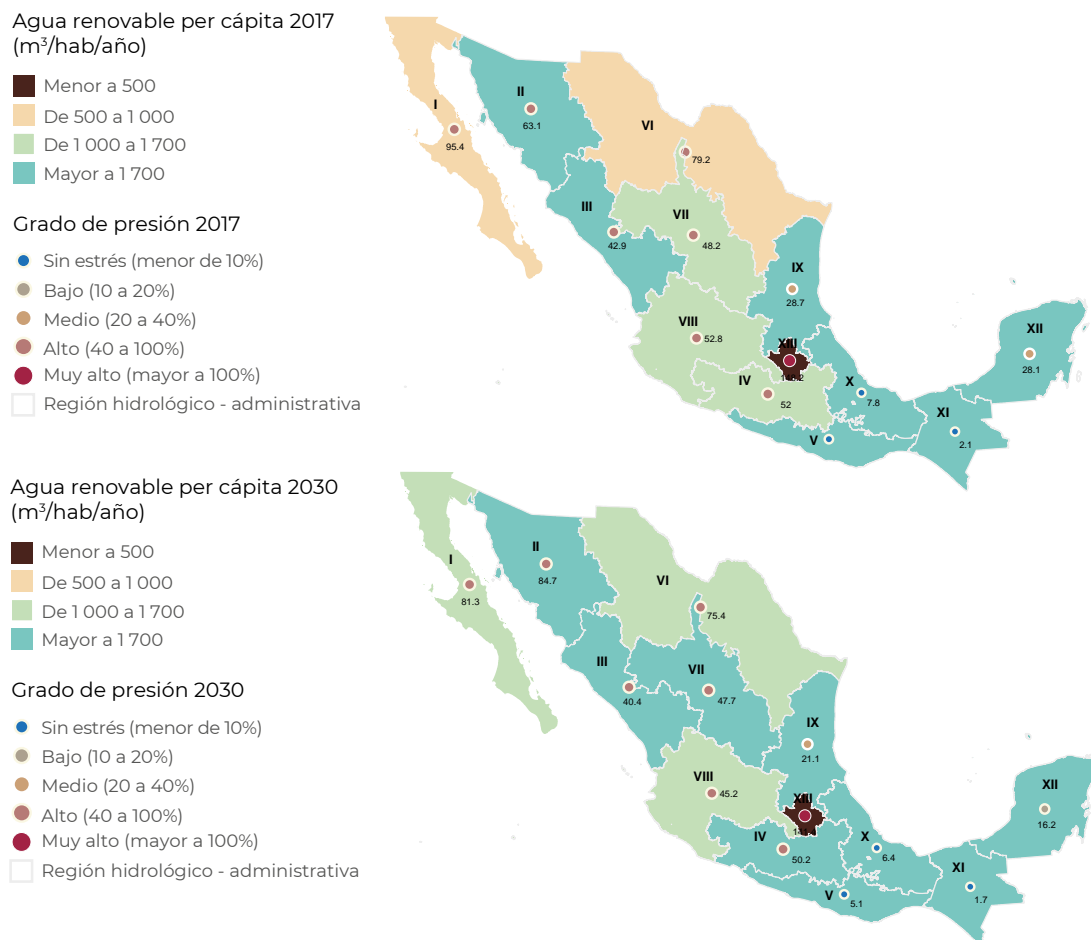 Agua renovable per cápita 2017
(m³/hab/año)
Menor a 500
De 500 a 1 000
De 1 000 a 1 700
Mayor a 1 700
Grado de presión 2017
Sin estrés (menor de 10%)
Bajo (10 a 20%)
Medio (20 a 40%)
Alto (40 a 100%)
Muy alto (mayor a 100%)
Región hidrológico - administrativa
I
95.4
II
63.1
VI
79.2
III
42.9
VII
48.2
IX
28.7
VIII
52.8
XIII
IV
52
X
7.8
V
XI
2.1
XII
28.1
Agua renovable per cápita 2030
(m³/hab/año)
Menor a 500
De 500 a 1 000
De 1 000 a 1 700
Mayor a 1 700
Grado de presión 2030
Sin estrés (menor de 10%)
Bajo (10 a 20%)
Medio (20 a 40%)
Alto (40 a 100%)
Muy alto (mayor a 100%)
Región hidrológico - administrativa
I
81.3
II
84.7
VI
75.4
III
40.4
VII
47.7
IX
21.1
VIII
45.2
XIII
IV
50.2
X
6.4
V
5.1
XI
1.7
XII
16.2